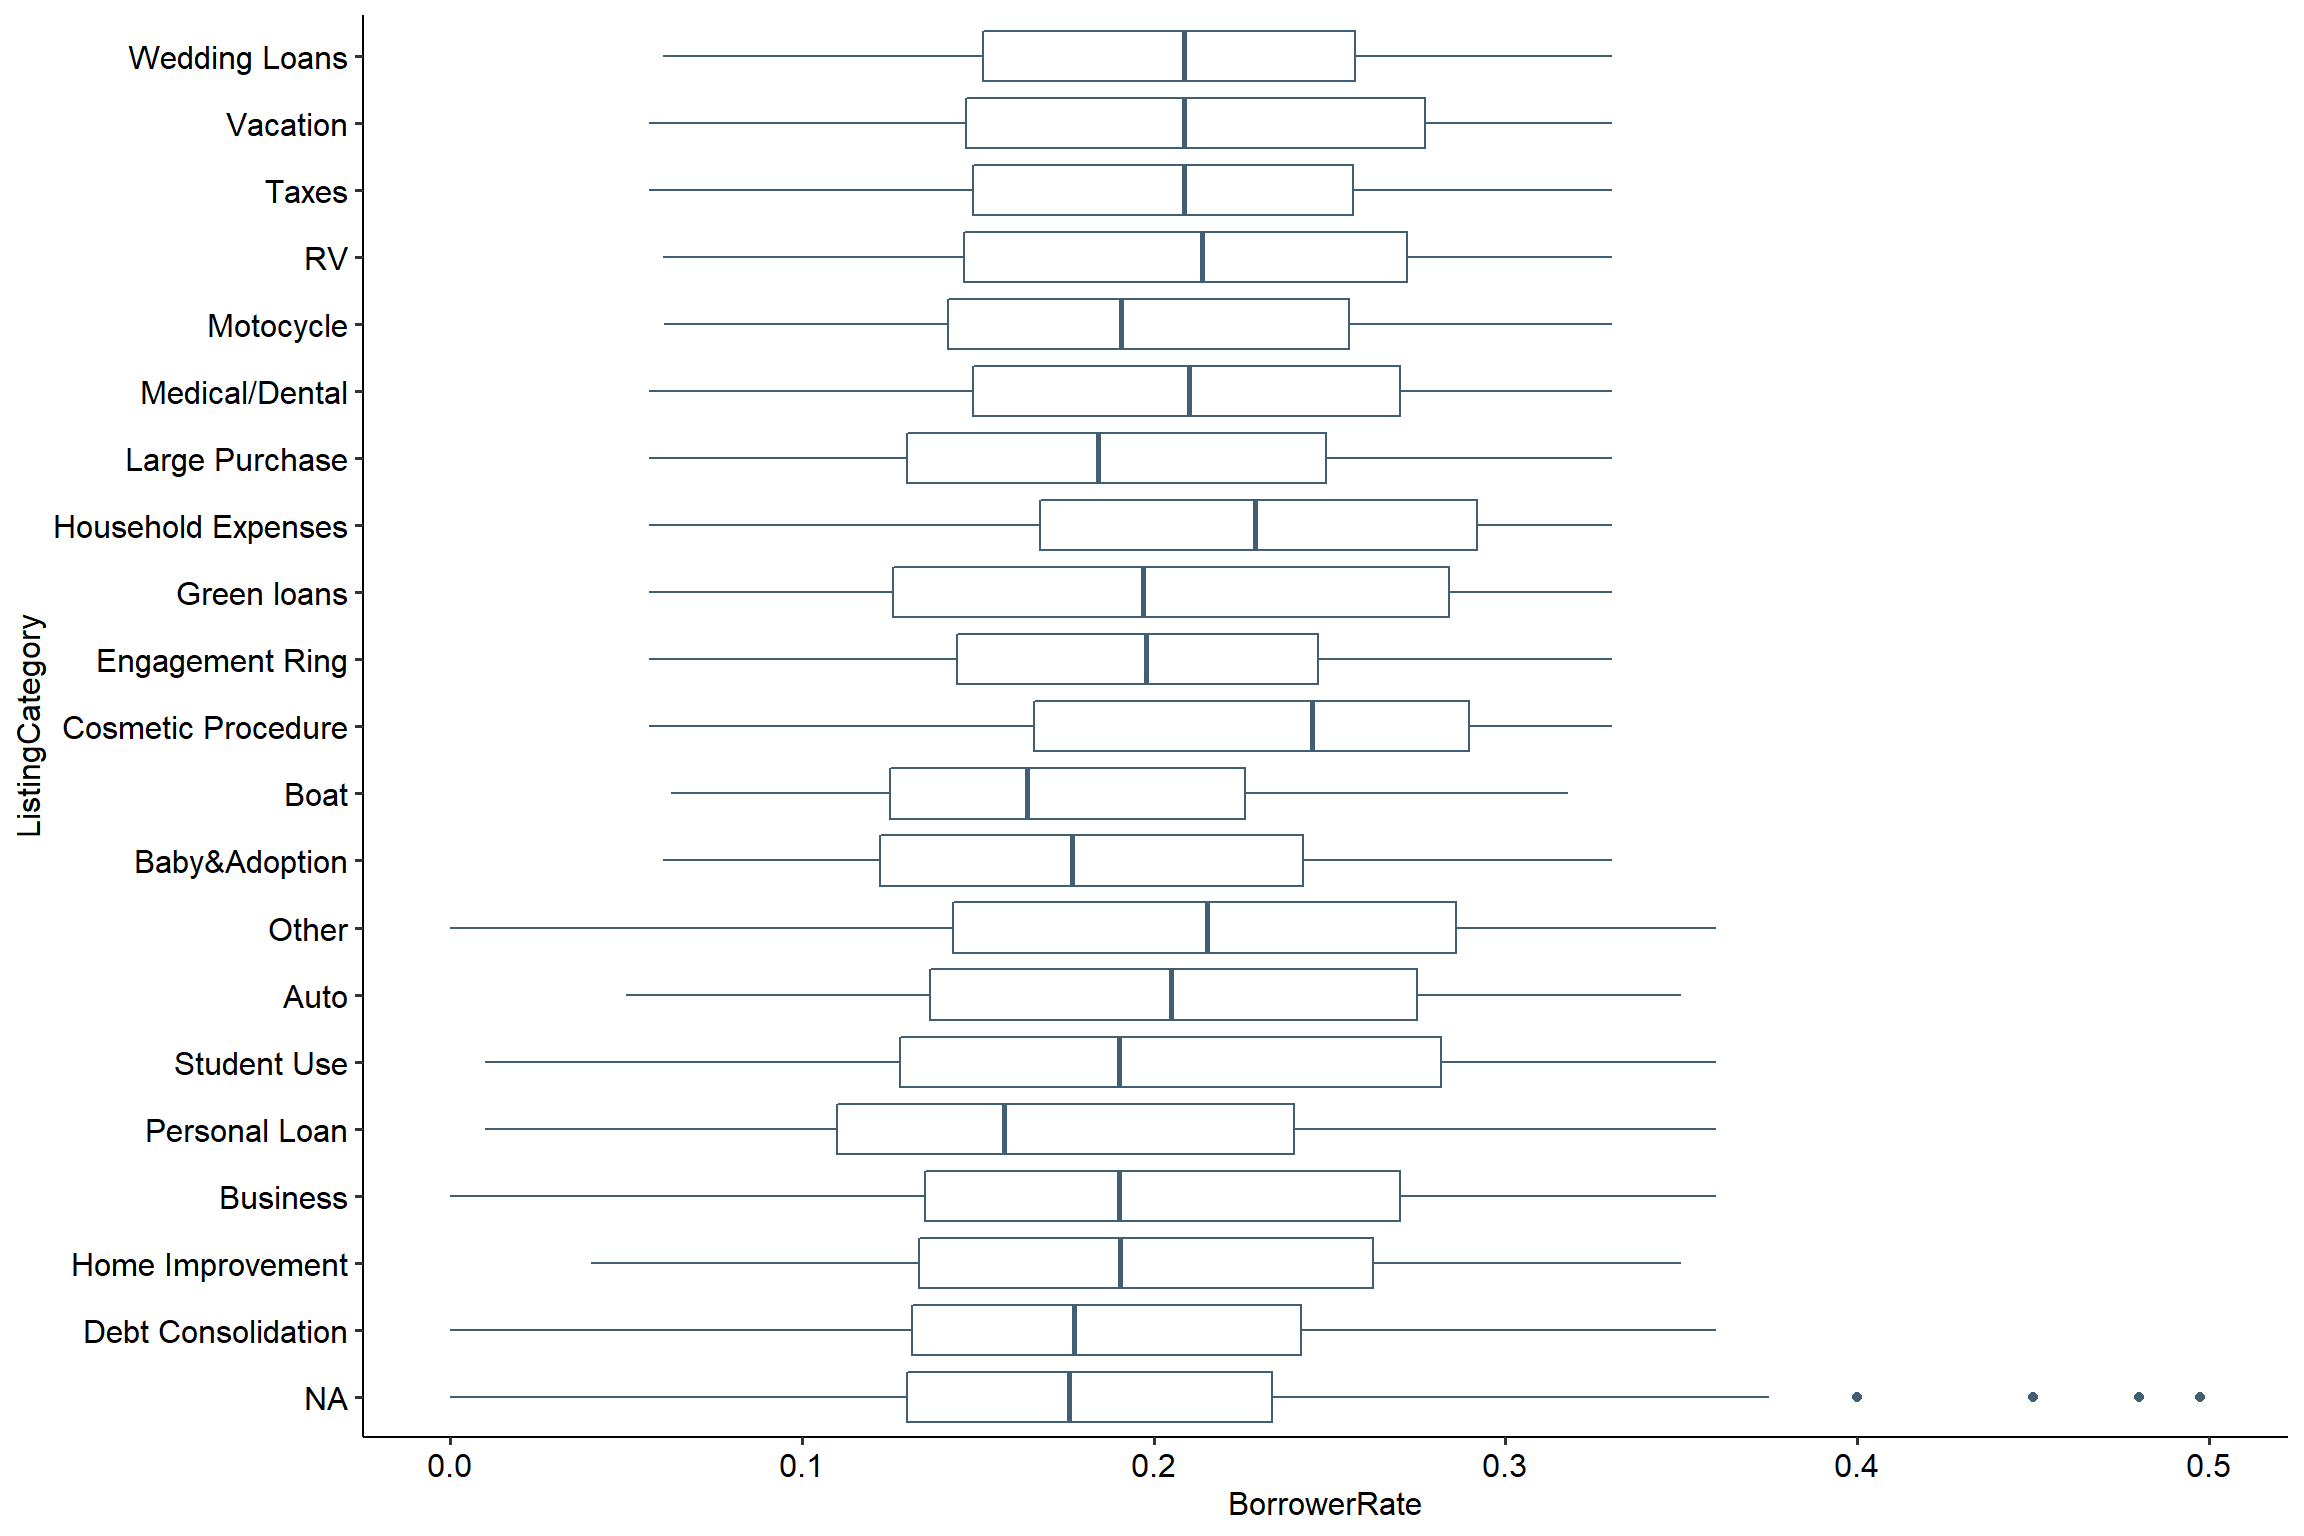 Wedding Loans
Vacation
Taxes
RV
Motocycle
Medical/Dental
Large Purchase
Household Expenses
Green loans
Engagement Ring
Cosmetic Procedure
Boat
Baby&Adoption
Other
Auto
Student Use
Personal Loan
Business
Home Improvement
Debt Consolidation
NA
ListingCategory
0.0 0.1 0.2 0.3 0.4 0.5
BorrowerRate